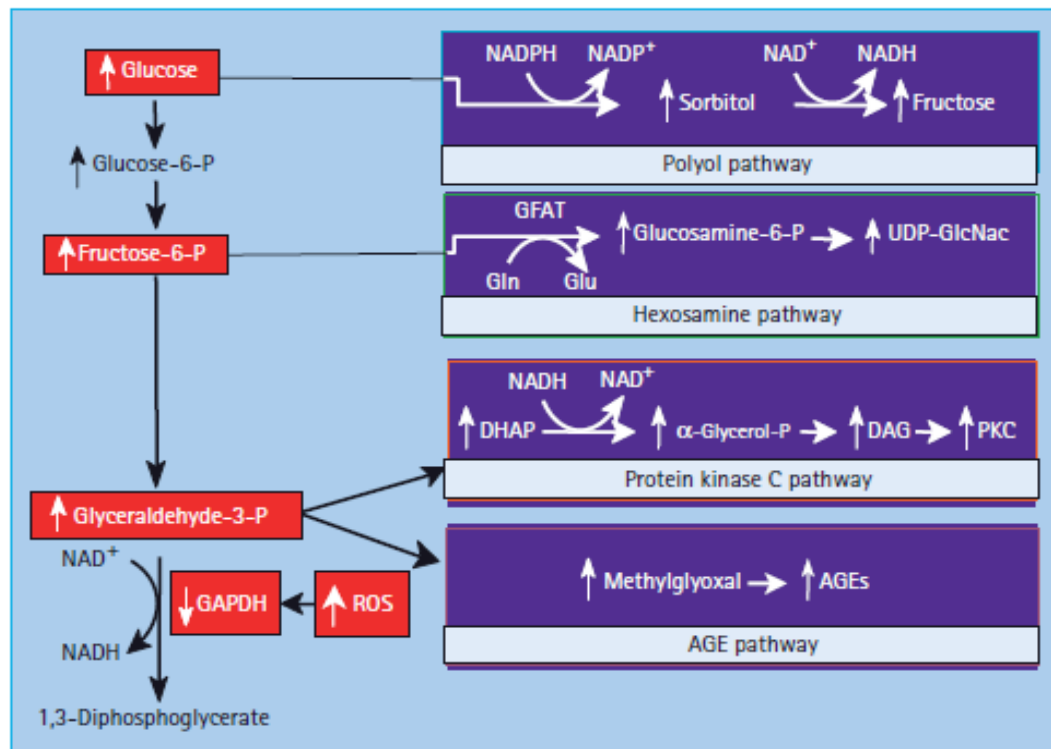 ↑ Glucose
↑ Glucose-6-P
↑ Fructose-6-P
↑ Glyceraldehyde-3-P
NAD+
NADH
↓ GAPDH
↑ ROS
1,3-Diphosphoglycerate
NADPH NADP+ NAD+ NADH
↑ Sorbitol ↑ Fructose
Polyol pathway
GFAT
↑ Glucosamine-6-P → ↑ UDP-GlcNac
Gln Glu
Hexosamine pathway
NADH NAD+
↑ DHAP ↑ α-Glycerol-P → ↑ DAG → ↑ PKC
Protein kinase C pathway
↑ Methylglyoxal → ↑ AGEs
AGE pathway